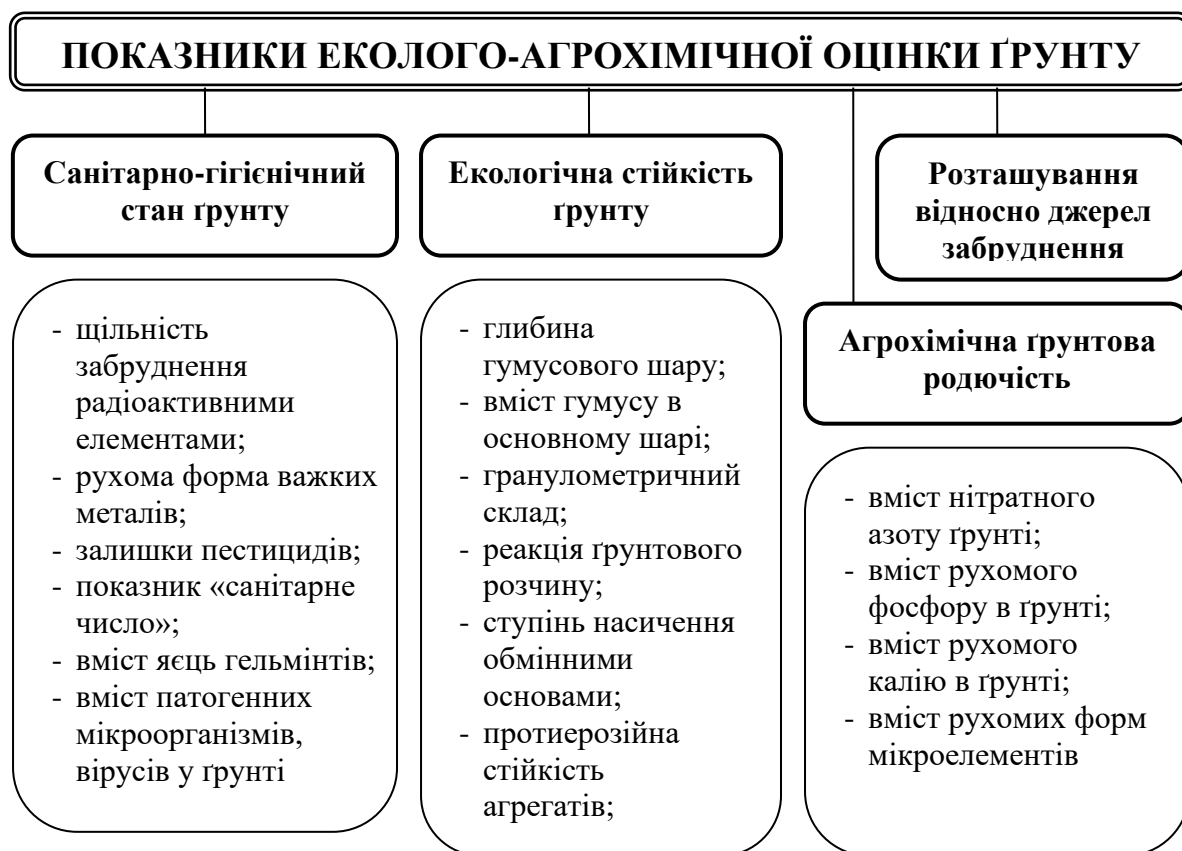 ПОКАЗНИКИ ЕКОЛОГО-АГРОХІМІЧНОЇ ОЦІНКИ ҐРУНТУ
Санітарно-гігієнічний
стан ґрунту
- щільність
забруднення
радіоактивними
елементами;
- рухома форма важких
металів;
- залишки пестицидів;
- показник «санітарне
число»;
- вміст яєць гельмінтів;
- вміст патогенних
мікроорганізмів,
вірусів у ґрунті
Екологічна стійкість
ґрунту
- глибина
гумусового шару;
- вміст гумусу в
основному шарі;
- гранулометричний
склад;
- реакція ґрунтового
розчину;
- ступінь насичення
обмінними
основами;
- протиерозійна
стійкість
агрегатів;
Розташування
відносно джерел
забруднення
Агрохімічна ґрунтова
родючість
- вміст нітратного
азоту ґрунті;
- вміст рухомого
фосфору в ґрунті;
- вміст рухомого
калію в ґрунті;
- вміст рухомих форм
мікроелементів